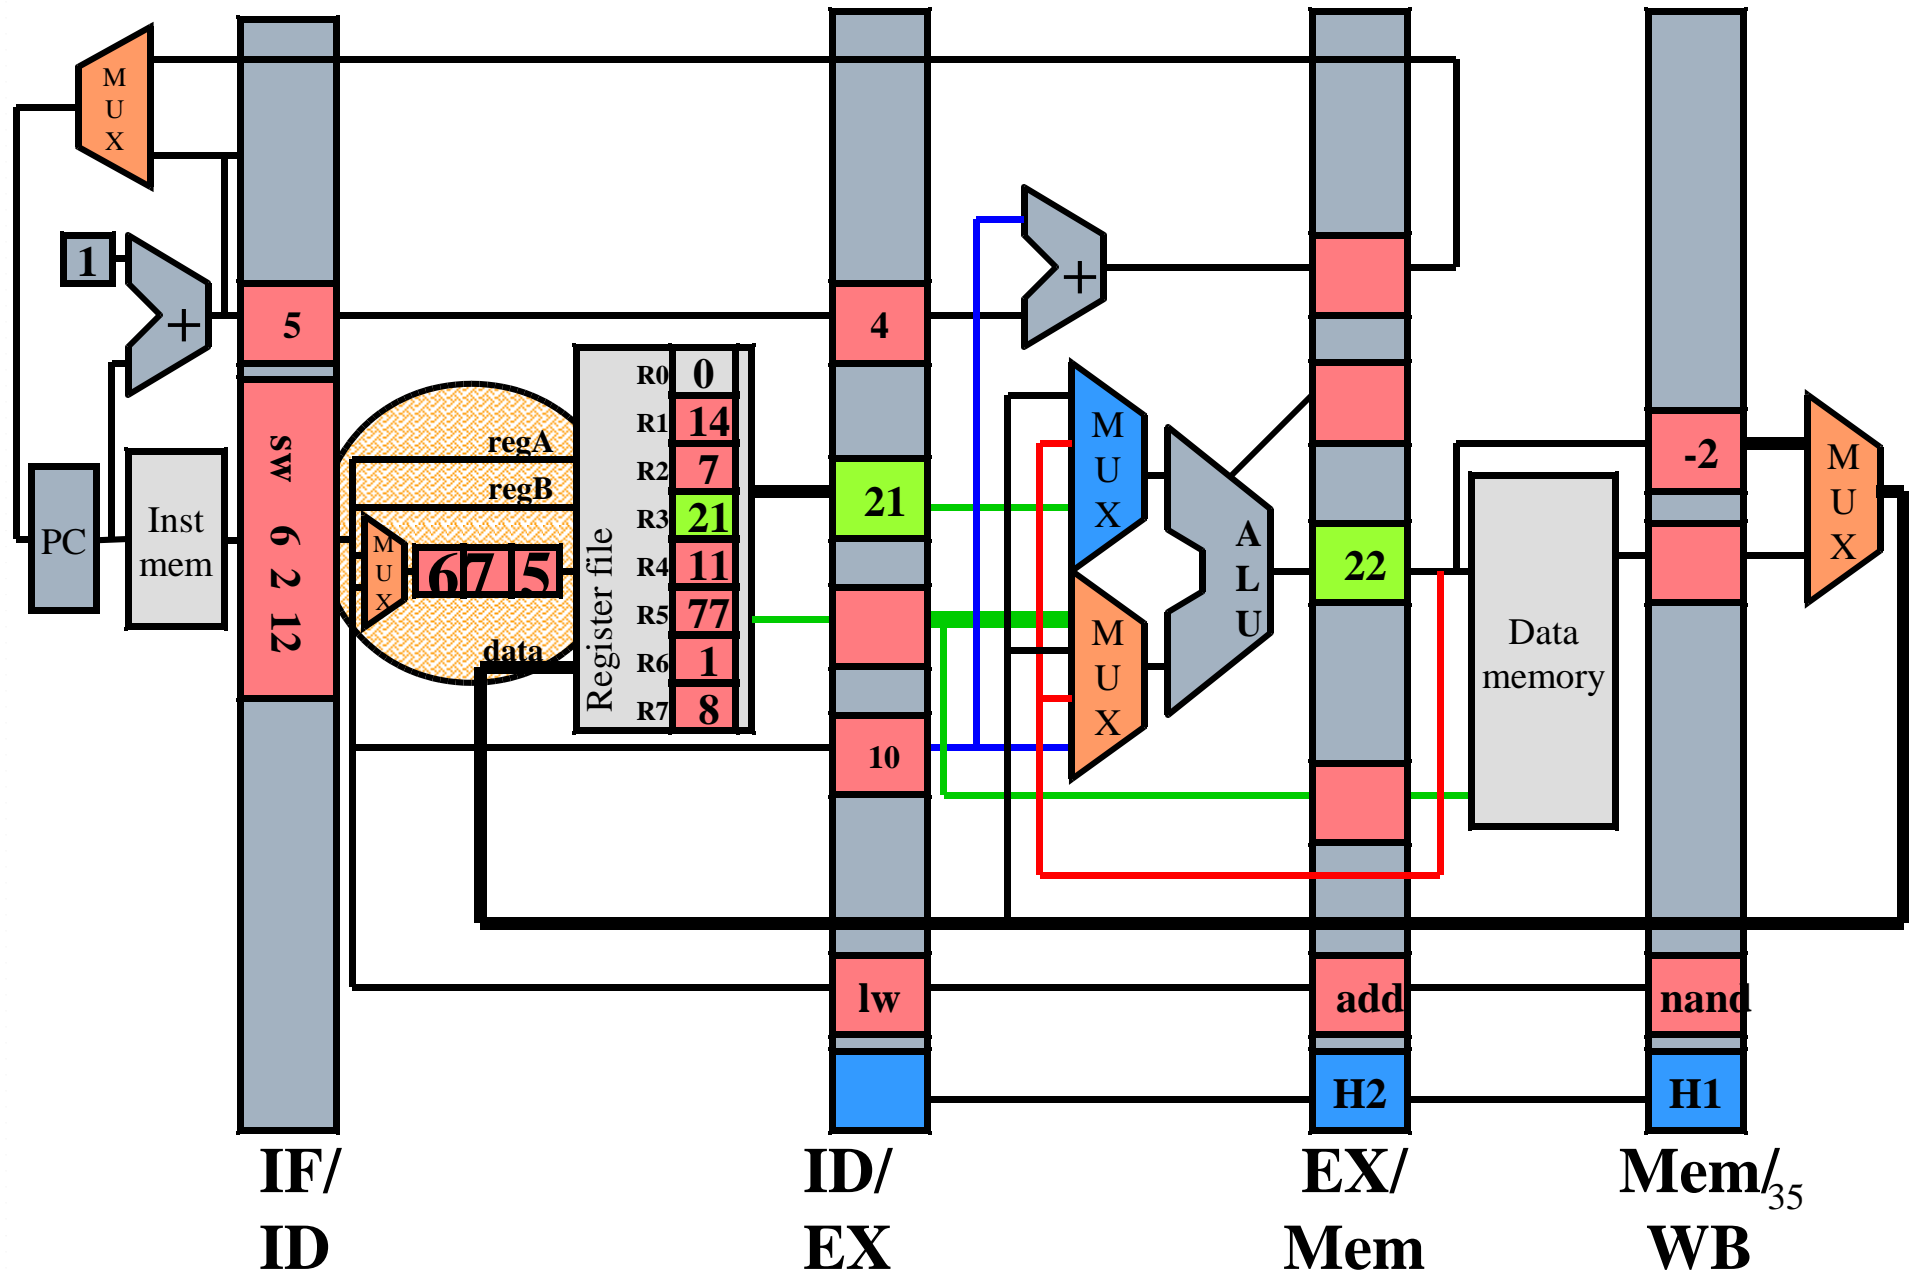 M
U
X
1
+
5
sw 6 2 12
PC
Inst
mem
regA
regB
M
U
X
6 7 5
data
Register file
R0 0
R1 14
R2 7
R3 21
R4 11
R5 77
R6 1
R7 8
4
21
10
lw
+
M
U
X
M
U
X
A
L
U
22
add
H2
Data
memory
-2
nand
H1
M
U
X
IF/
ID
ID/
EX
EX/
Mem
Mem/
WB
35